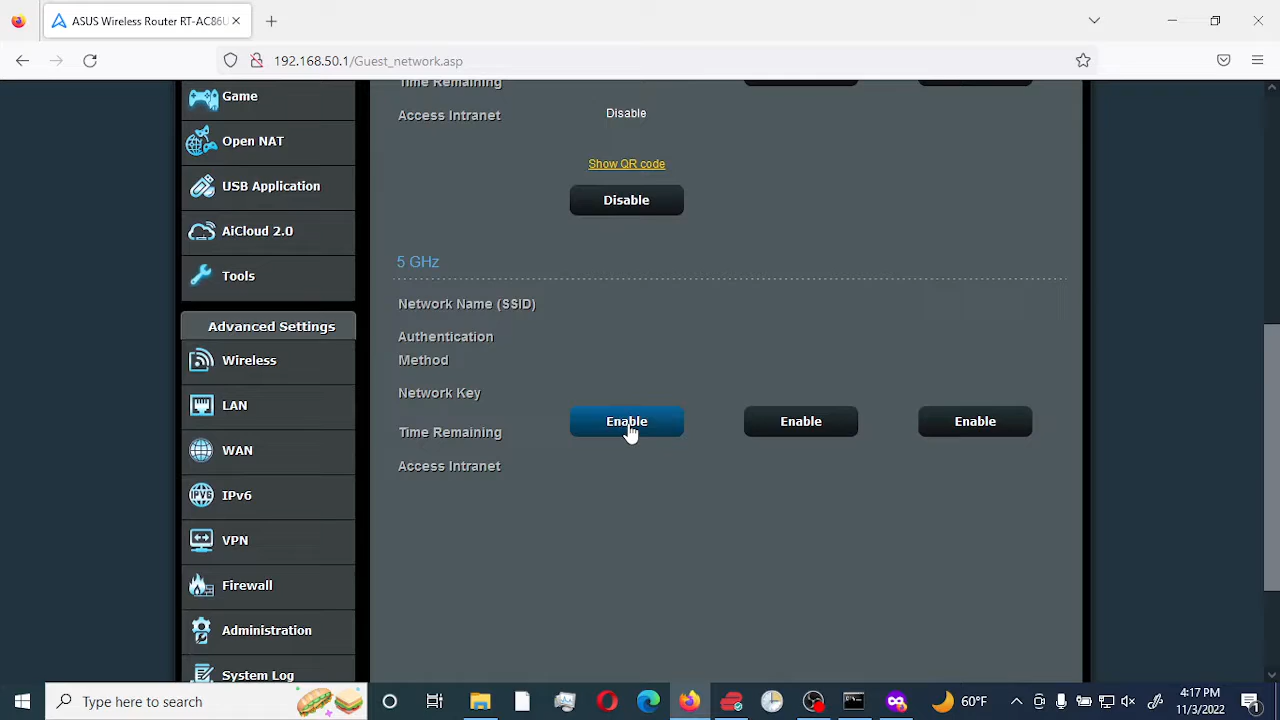 ASUS Wireless Router RT-AC86U
192.168.50.1/Guest_network.asp
Game
Open NAT
USB Application
AiCloud 2.0
Tools
Advanced Settings
Wireless
LAN
WAN
IPv6
VPN
Firewall
Administration
System Log
Time Remaining
Access Intranet Disable
Show QR code
Disable
5 GHz
Network Name (SSID)
Authentication
Method
Network Key
Enable Enable Enable
Time Remaining
Access Intranet
Type here to search
60°F
4:17 PM
11/3/2022
1